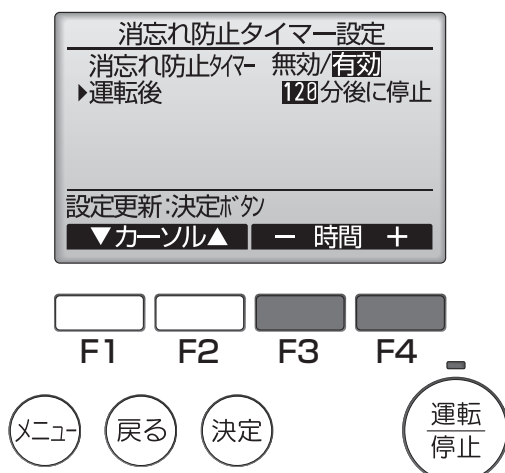 消忘れ防止タイマー設定
消忘れ防止ﾀｲﾏｰ 無効/有効
▶運転後 120分後に停止
設定更新:決定ﾎﾞﾀﾝ
▼カーソル▲ － 時間 ＋
F1 F2 F3 F4
メニュー 戻る 決定 運転/停止